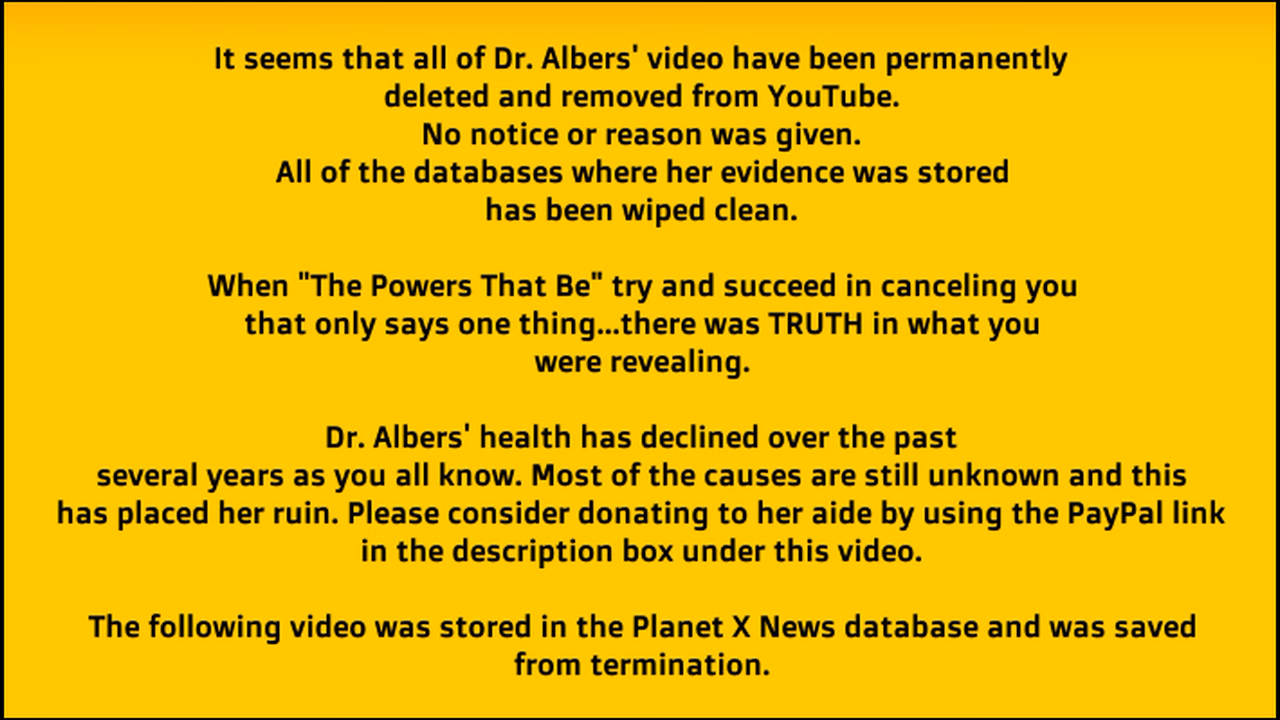 It seems that all of Dr. Albers' video have been permanently
deleted and removed from YouTube.
No notice or reason was given.
All of the databases where her evidence was stored
has been wiped clean.
When "The Powers That Be" try and succeed in canceling you
that only says one thing...there was TRUTH in what you
were revealing.
Dr. Albers' health has declined over the past
several years as you all know. Most of the causes are still unknown and this
has placed her ruin. Please consider donating to her aide by using the PayPal link
in the description box under this video.
The following video was stored in the Planet X News database and was saved
from termination.